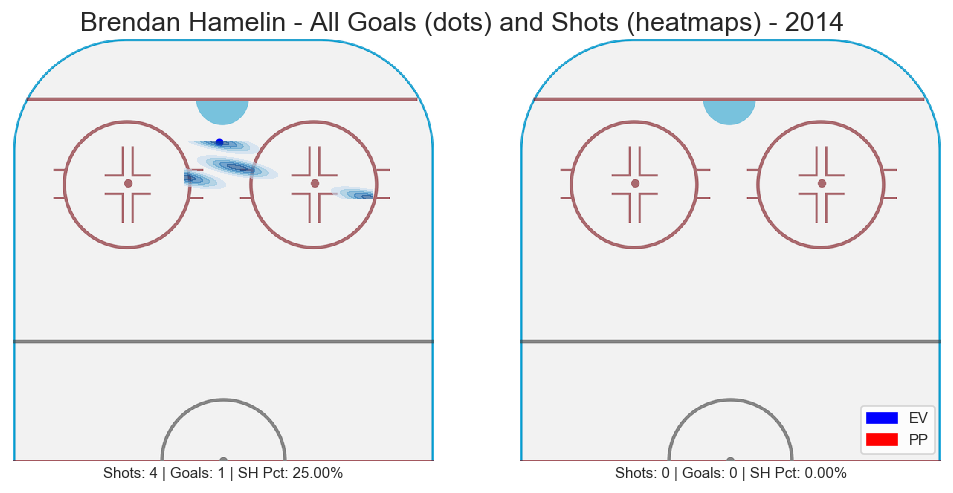 Brendan Hamelin - All Goals (dots) and Shots (heatmaps) - 2014
EV
PP
Shots: 4 | Goals: 1 | SH Pct: 25.00%
Shots: 0 | Goals: 0 | SH Pct: 0.00%